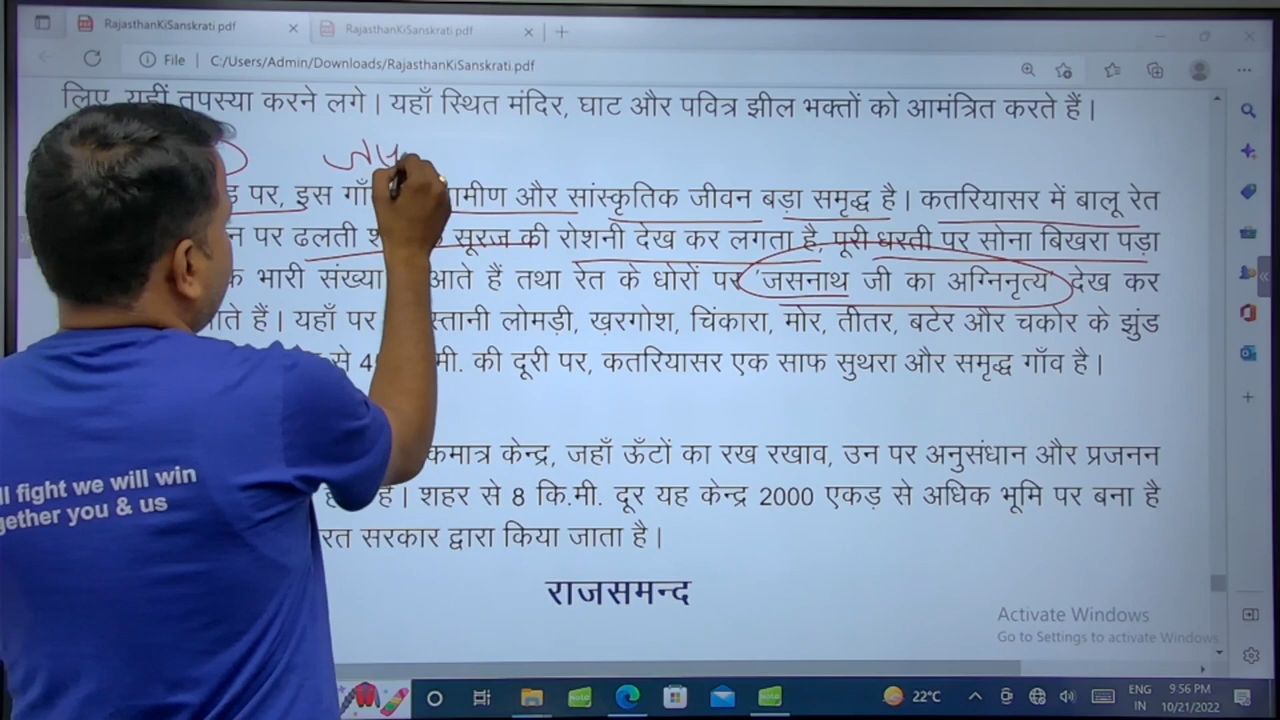 RajasthanKiSanskrati.pdf
RajasthanKiSanskrati.pdf
File C:/Users/Admin/Downloads/RajasthanKiSanskrati.pdf
लिए, यहीं तपस्या करने लगे। यहाँ स्थित मंदिर, घाट और पवित्र झील भक्तों को आमंत्रित करते हैं।
पर, इस और सांस्कृतिक जीवन बड़ा समृद्ध है। कतरियासर में बालू रेत
पर ढलती सूरज की रोशनी देख कर लगता है, पूरी धरती पर सोना बिखरा पड़ा
भारी संख्या आते हैं तथा रेत के धोरों पर 'जसनाथ जी का अग्निनृत्य' देख कर
हैं। यहाँ पर लोमड़ी, ख़रगोश, चिंकारा, मोर, तीतर, बटेर और चकोर के झुंड
से की दूरी पर, कतरियासर एक साफ सुथरा और समृद्ध गाँव है।
केन्द्र, जहाँ ऊँटों का रख रखाव, उन पर अनुसंधान और प्रजनन
है। शहर से 8 कि.मी. दूर यह केन्द्र 2000 एकड़ से अधिक भूमि पर बना है
सरकार द्वारा किया जाता है।
राजसमन्द
fight we will win
you & us
Activate Windows
Go to Settings to activate Windows.
22°C
ENG
IN
9:56 PM
10/21/2022